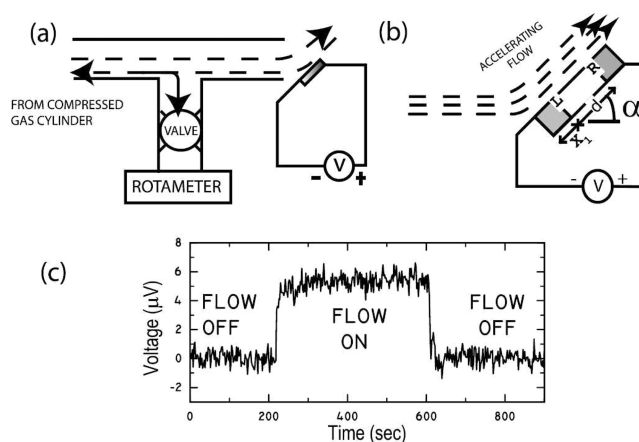 (a)
FROM COMPRESSED
GAS CYLINDER
VALVE
ROTAMETER
V
- +
(b)
ACCELERATING
FLOW
L
R
d
X1
α
V
- +
(c)
Voltage (μV)
8
6
4
2
0
-2
FLOW
OFF
FLOW
ON
FLOW
OFF
0 200 400 600 800
Time (sec)